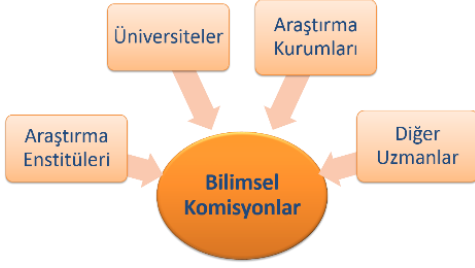 Üniversiteler
Araştırma
Kurumları
Araştırma
Enstitüleri
Diğer
Uzmanlar
Bilimsel
Komisyonlar